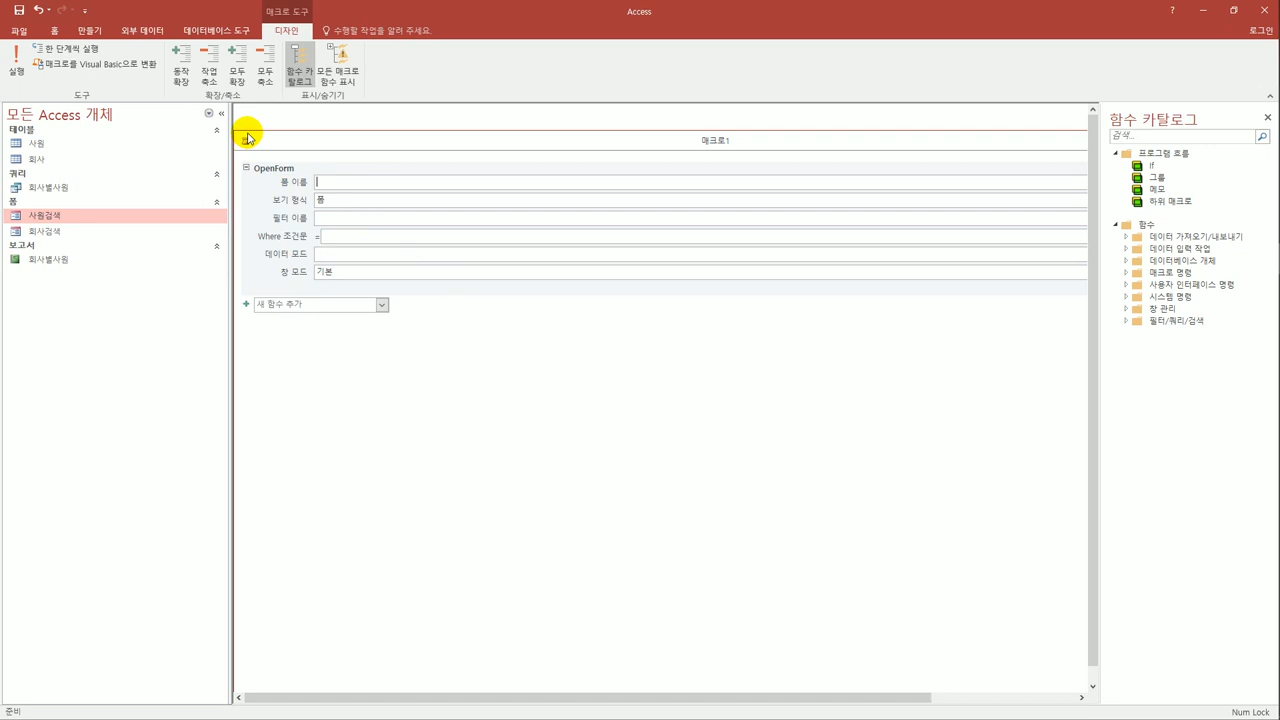 매크로 도구
Access
?
로그인
파일
홈
만들기
외부 데이터
데이터베이스 도구
디자인
수행할 작업을 알려 주세요.
실행
한 단계씩 실행
매크로를 Visual Basic으로 변환
동작 확장
작업 축소
모두 확장
모두 축소
함수 카탈로그
모든 매크로 함수 표시
도구
확장/축소
표시/숨기기
모든 Access 개체
테이블
사원
회사
쿼리
회사별사원
폼
사원검색
회사검색
보고서
회사별사원
매크로1
OpenForm
폼 이름
보기 형식 폼
필터 이름
Where 조건문 =
데이터 모드
창 모드 기본
새 함수 추가
함수 카탈로그
검색...
프로그램 흐름
If
그룹
메모
하위 매크로
함수
데이터 가져오기/내보내기
데이터 입력 작업
데이터베이스 개체
매크로 명령
사용자 인터페이스 명령
시스템 명령
창 관리
필터/쿼리/검색
준비
Num Lock